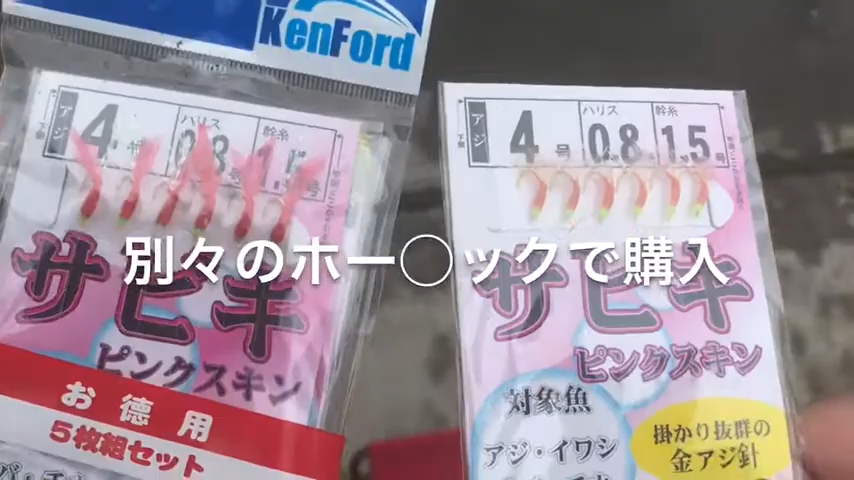 KenFord
アジ 4号 ハリス 0.8号 幹糸
サビキ
ピンクスキン
お徳用
5枚組セット
アジ 4号 ハリス 0.8 幹糸 1.5
サビキ
ピンクスキン
対象魚
アジ・イワシ
掛かり抜群の
金アジ針
別々のホー◯ックで購入